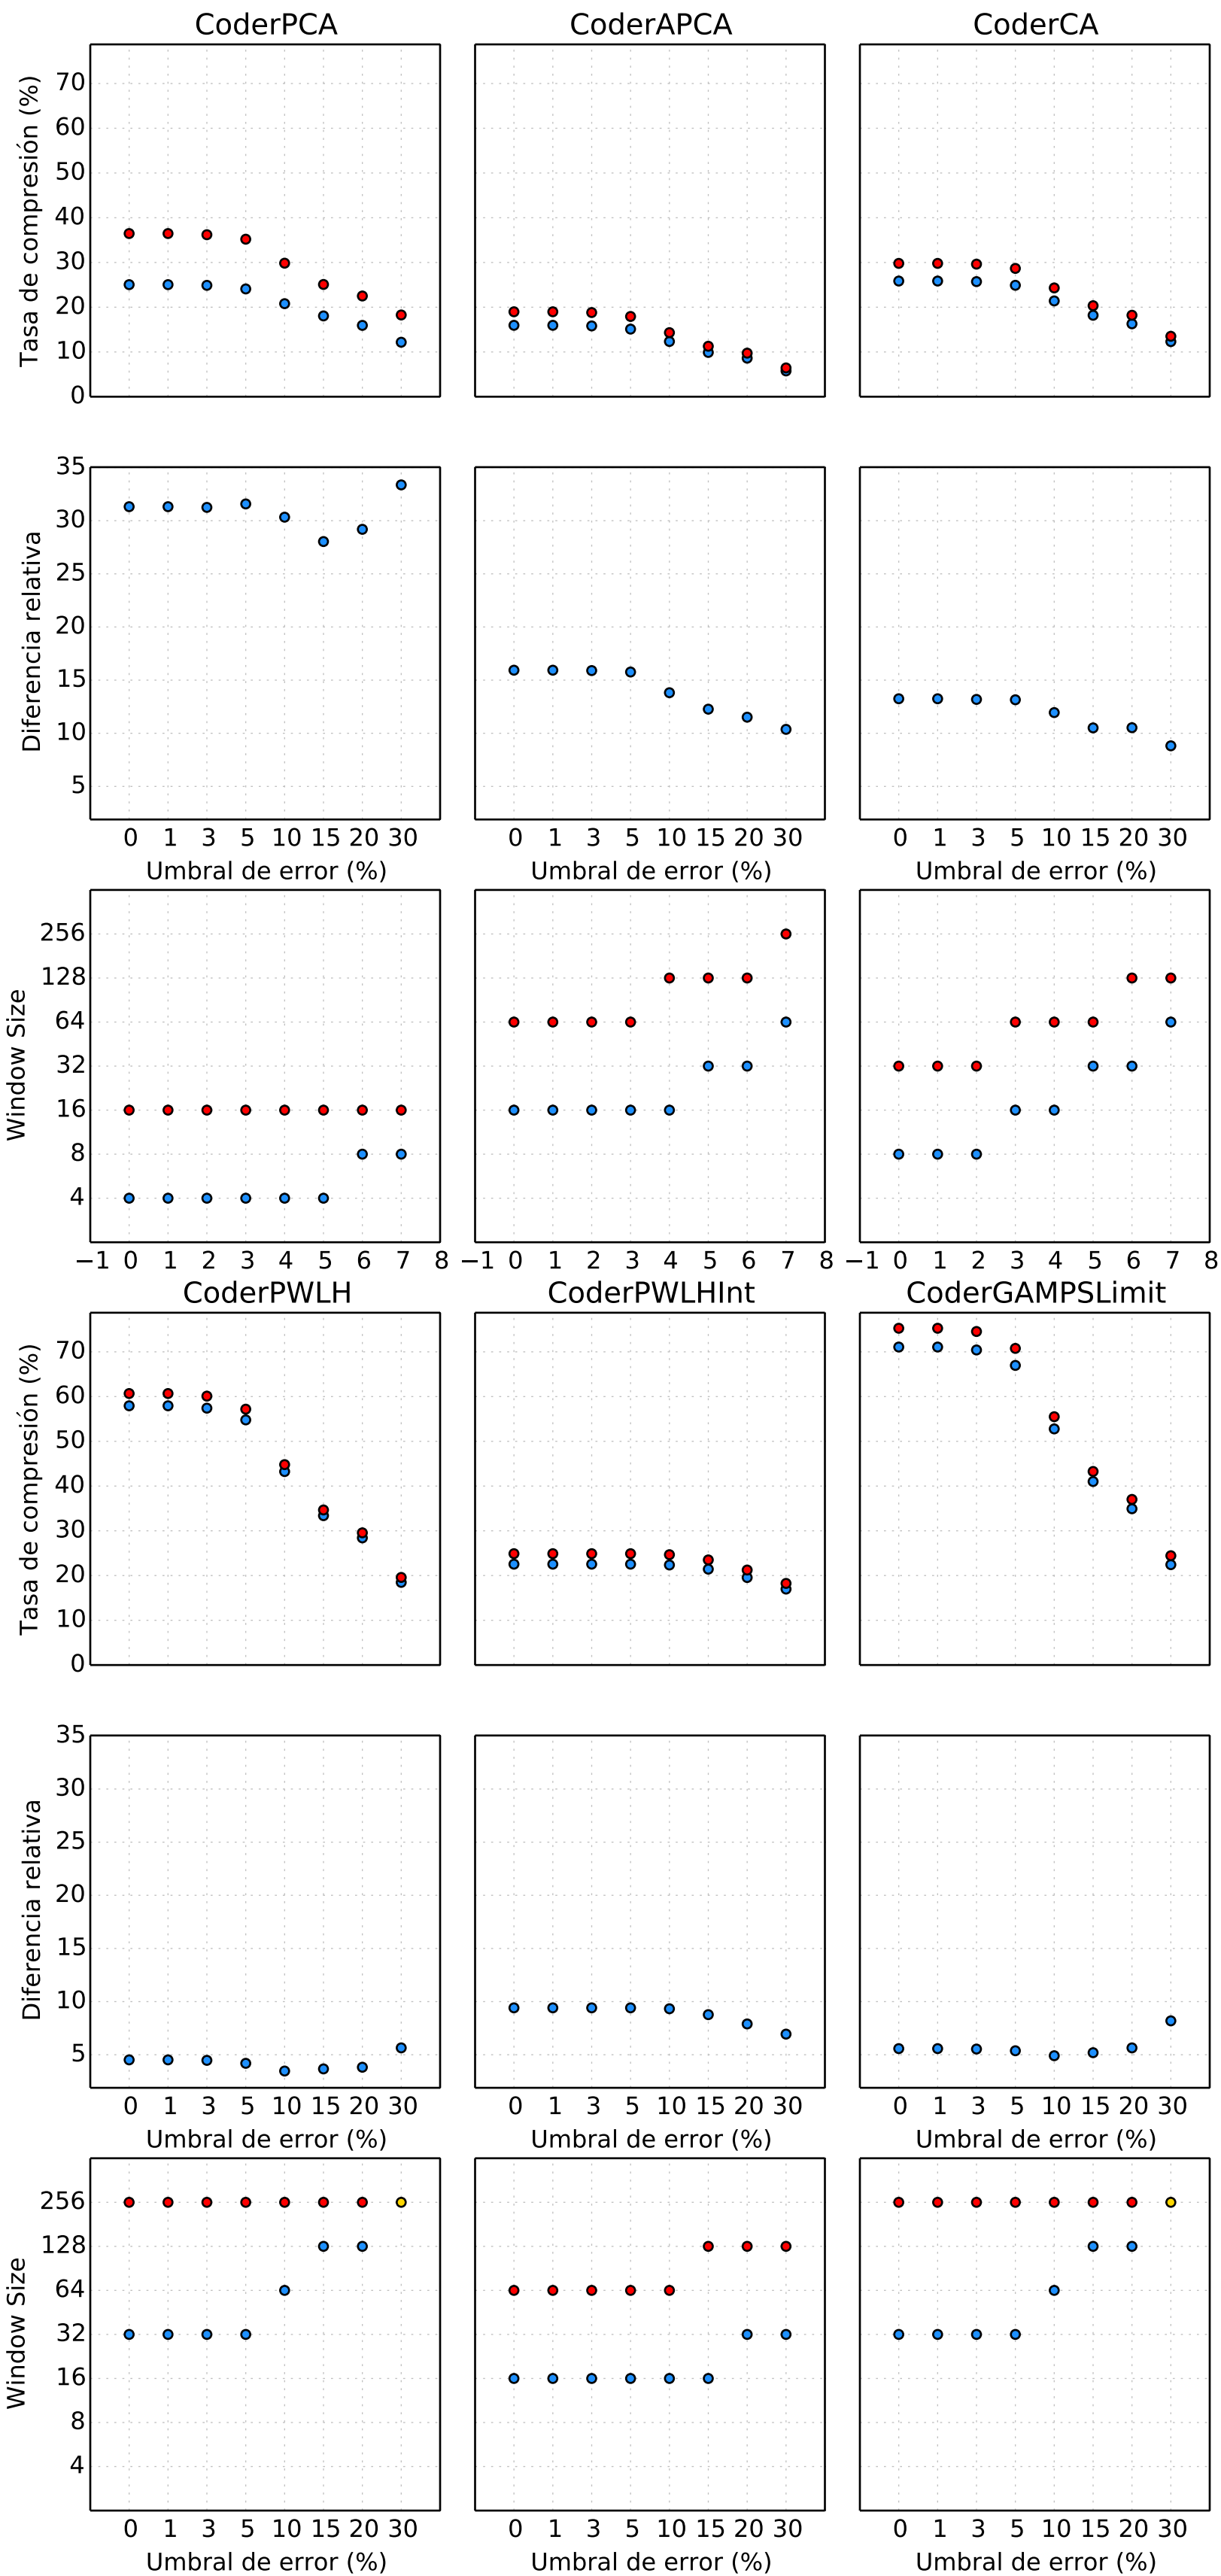 CoderPCA CoderAPCA CoderCA
Tasa de compresión (%)
70
60
50
40
30
20
10
0
Diferencia relativa
35
30
25
20
15
10
5
0 1 3 5 10 15 20 30 0 1 3 5 10 15 20 30 0 1 3 5 10 15 20 30
Umbral de error (%) Umbral de error (%) Umbral de error (%)
Window Size
256
128
64
32
16
8
4
−1 0 1 2 3 4 5 6 7 8 −1 0 1 2 3 4 5 6 7 8 −1 0 1 2 3 4 5 6 7 8
CoderPWLH CoderPWLHInt CoderGAMPSLimit
Tasa de compresión (%)
70
60
50
40
30
20
10
0
Diferencia relativa
35
30
25
20
15
10
5
0 1 3 5 10 15 20 30 0 1 3 5 10 15 20 30 0 1 3 5 10 15 20 30
Umbral de error (%) Umbral de error (%) Umbral de error (%)
Window Size
256
128
64
32
16
8
4
0 1 3 5 10 15 20 30 0 1 3 5 10 15 20 30 0 1 3 5 10 15 20 30
Umbral de error (%) Umbral de error (%) Umbral de error (%)